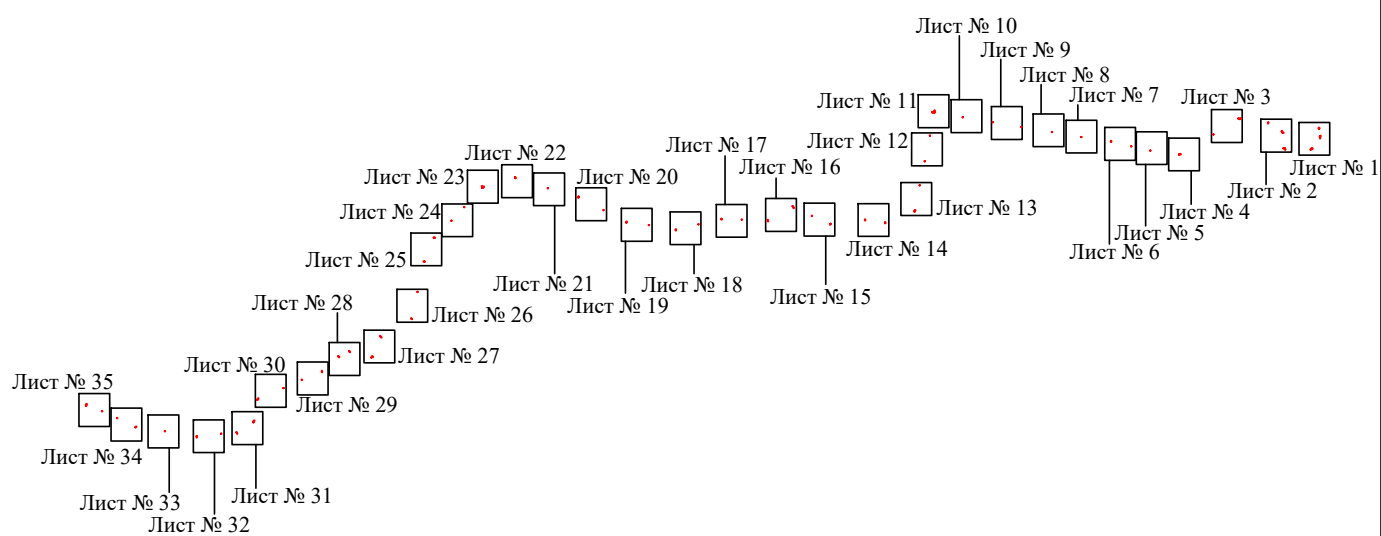 Лист № 10
Лист № 9
Лист № 8
Лист № 7
Лист № 3
Лист № 11
Лист № 12
Лист № 17
Лист № 16
Лист № 22
Лист № 23
Лист № 20
Лист № 24
Лист № 1
Лист № 2
Лист № 13
Лист № 4
Лист № 5
Лист № 14
Лист № 6
Лист № 25
Лист № 21
Лист № 18
Лист № 15
Лист № 19
Лист № 28
Лист № 26
Лист № 27
Лист № 30
Лист № 35
Лист № 29
Лист № 34
Лист № 31
Лист № 33
Лист № 32